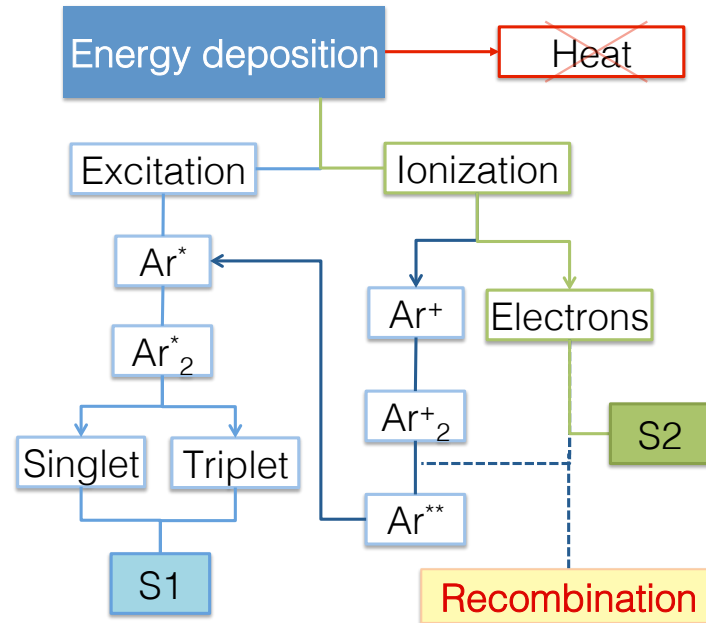 Energy deposition
Heat
Excitation
Ionization
Ar*
Ar⁺
Electrons
Ar*₂
Ar⁺₂
S2
Singlet
Triplet
Ar**
S1
Recombination